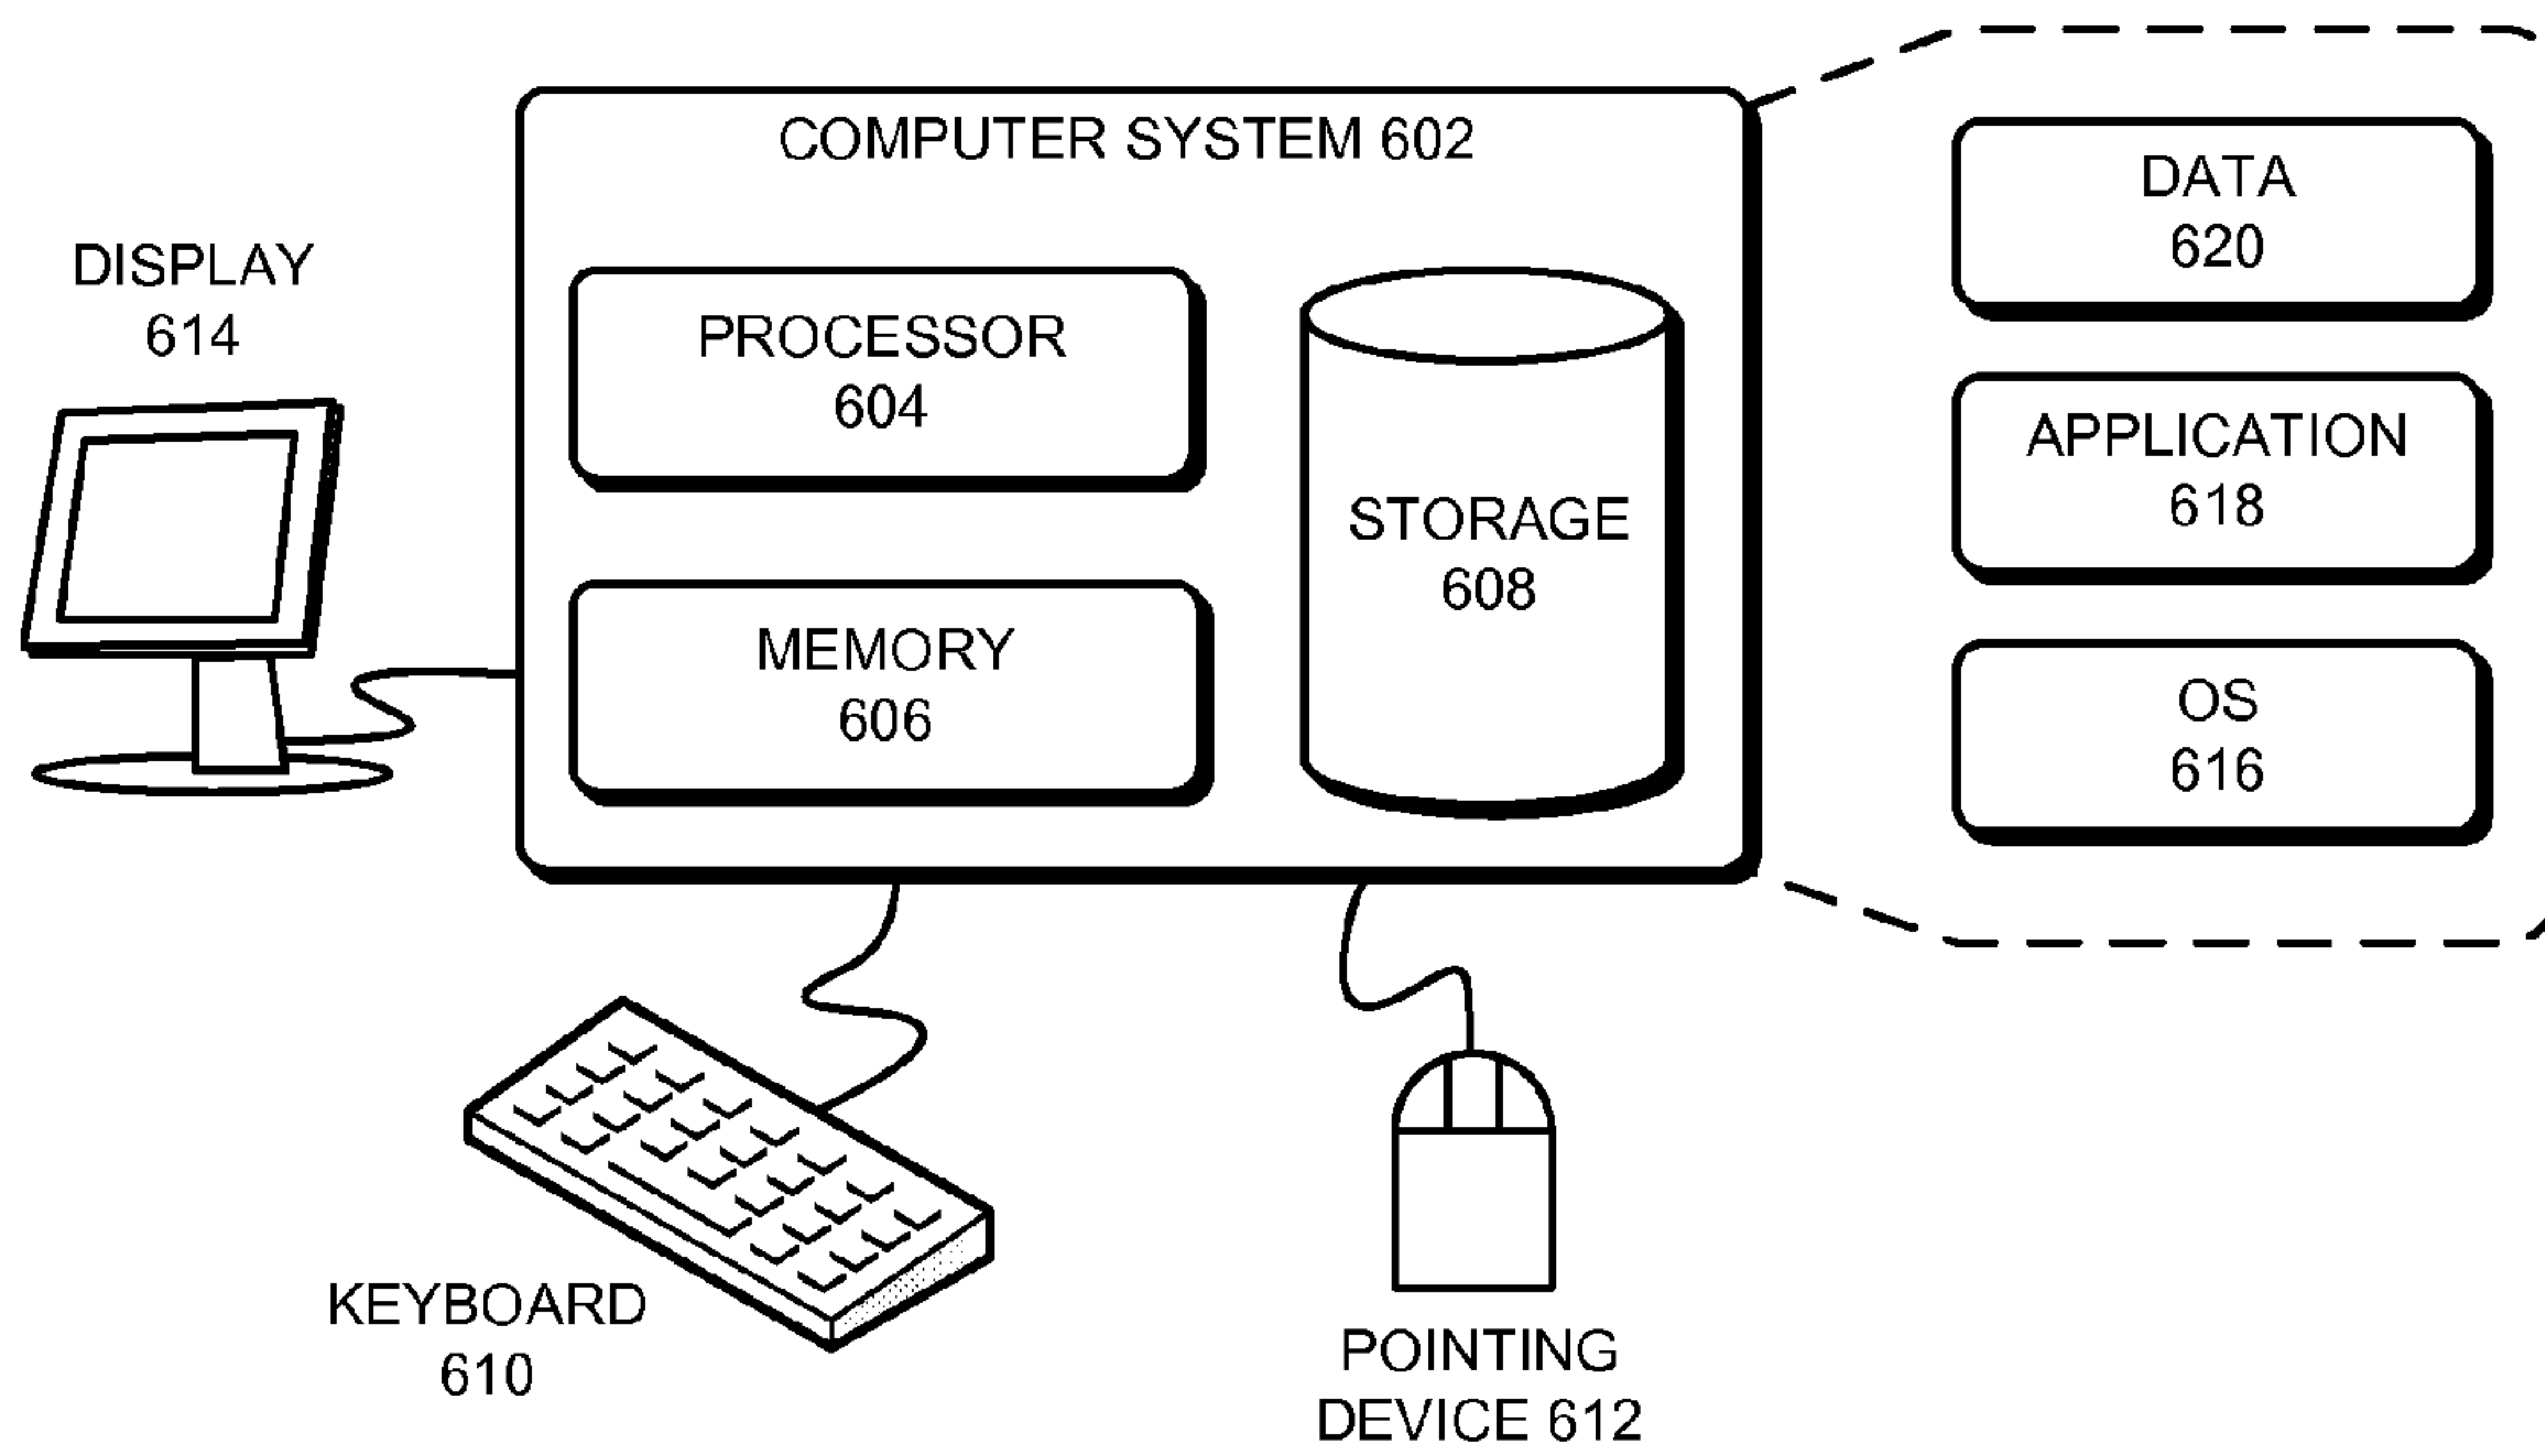 COMPUTER SYSTEM 602
DISPLAY
614
PROCESSOR
604
MEMORY
606
STORAGE
608
DATA
620
APPLICATION
618
OS
616
KEYBOARD
610
POINTING
DEVICE 612